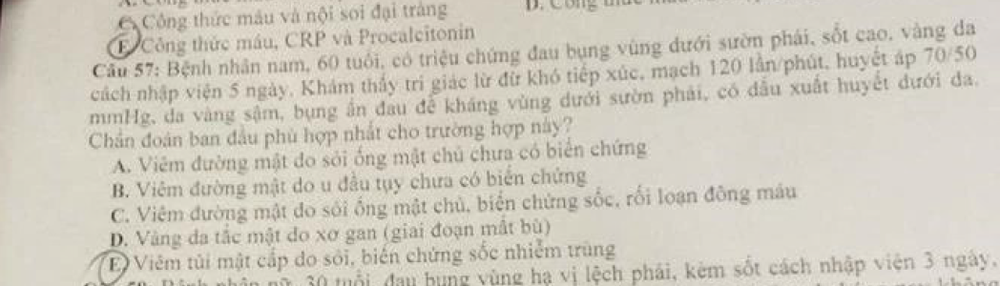 Công thức máu và nội soi đại tràng
E. Công thức máu, CRP và Procalcitonin
Câu 57: Bệnh nhân nam, 60 tuổi, có triệu chứng đau bụng vùng dưới sườn phải, sốt cao, vàng da
cách nhập viện 5 ngày. Khám thấy tri giác lừ đừ khó tiếp xúc, mạch 120 lần/phút, huyết áp 70/50
mmHg, da vàng sậm, bụng ấn đau đề kháng vùng dưới sườn phải, có dấu xuất huyết dưới da.
Chẩn đoán ban đầu phù hợp nhất cho trường hợp này?
A. Viêm đường mật do sỏi ống mật chủ chưa có biến chứng
B. Viêm đường mật do u đầu tụy chưa có biến chứng
C. Viêm đường mật do sỏi ống mật chủ, biến chứng sốc, rối loạn đông máu
D. Vàng da tắc mật do xơ gan (giai đoạn mất bù)
E. Viêm túi mật cấp do sỏi, biến chứng sốc nhiễm trùng
30 tuổi, đau bụng vùng hạ vị lệch phải, kèm sốt cách nhập viện 3 ngày,